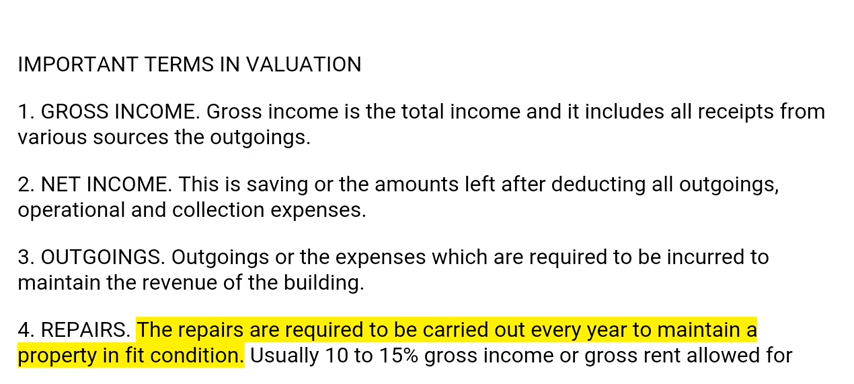 IMPORTANT TERMS IN VALUATION
1. GROSS INCOME. Gross income is the total income and it includes all receipts from
various sources the outgoings.
2. NET INCOME. This is saving or the amounts left after deducting all outgoings,
operational and collection expenses.
3. OUTGOINGS. Outgoings or the expenses which are required to be incurred to
maintain the revenue of the building.
4. REPAIRS. The repairs are required to be carried out every year to maintain a
property in fit condition. Usually 10 to 15% gross income or gross rent allowed for